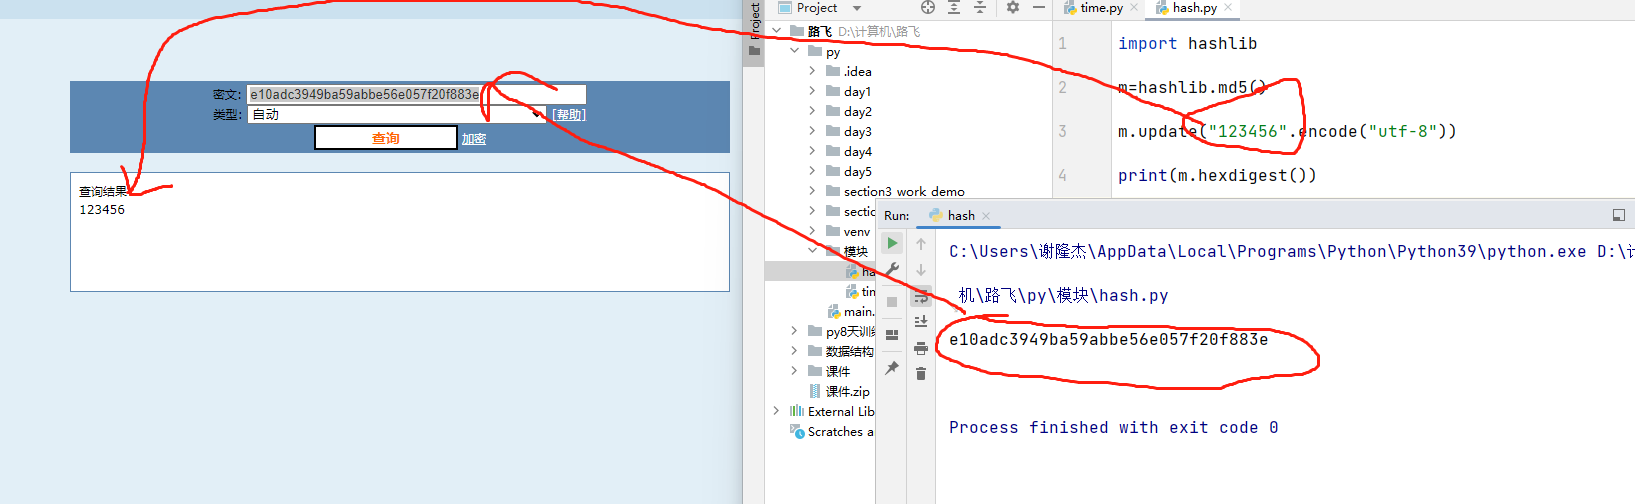 密文: e10adc3949ba59abbe56e057f20f883e
类型: 自动 [帮助]
查询 加密
查询结果
123456
Project
Project
路飞 D:\计算机\路飞
py
.idea
day1
day2
day3
day4
day5
section3 work demo
sectio
venv
模块
ha
tim
main.
py8天训练
数据结构
课件
课件.zip
External Lib
Scratches a
time.py hash.py
1 import hashlib
2 m=hashlib.md5()
3 m.update("123456".encode("utf-8"))
4 print(m.hexdigest())
Run: hash
C:\Users\谢隆杰\AppData\Local\Programs\Python\Python39\python.exe D:\计
机\路飞\py\模块\hash.py
e10adc3949ba59abbe56e057f20f883e
Process finished with exit code 0